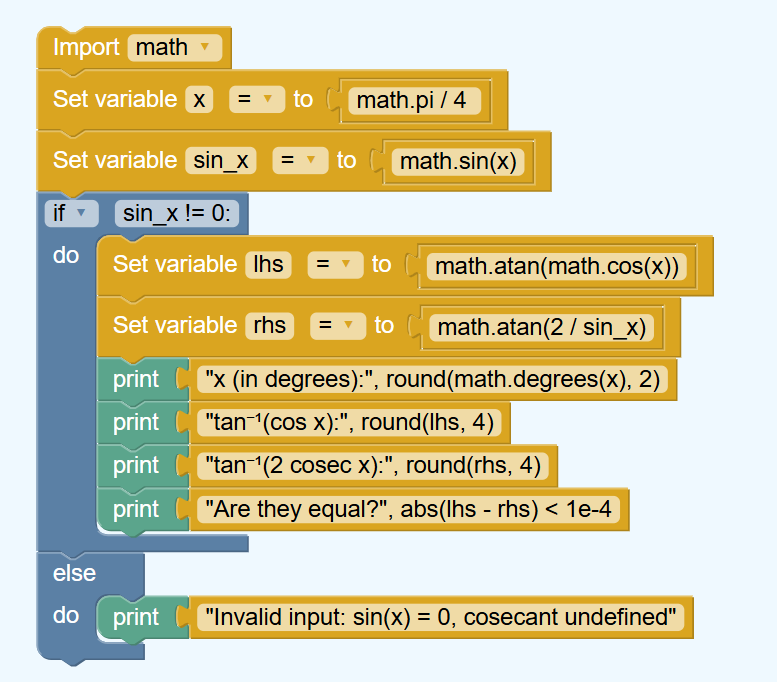 Import math
Set variable x = to math.pi / 4
Set variable sin_x = to math.sin(x)
if sin_x != 0:
do Set variable lhs = to math.atan(math.cos(x))
Set variable rhs = to math.atan(2 / sin_x)
print "x (in degrees):", round(math.degrees(x), 2)
print "tan⁻¹(cos x):", round(lhs, 4)
print "tan⁻¹(2 cosec x):", round(rhs, 4)
print "Are they equal?", abs(lhs - rhs) < 1e-4
else
do print "Invalid input: sin(x) = 0, cosecant undefined"